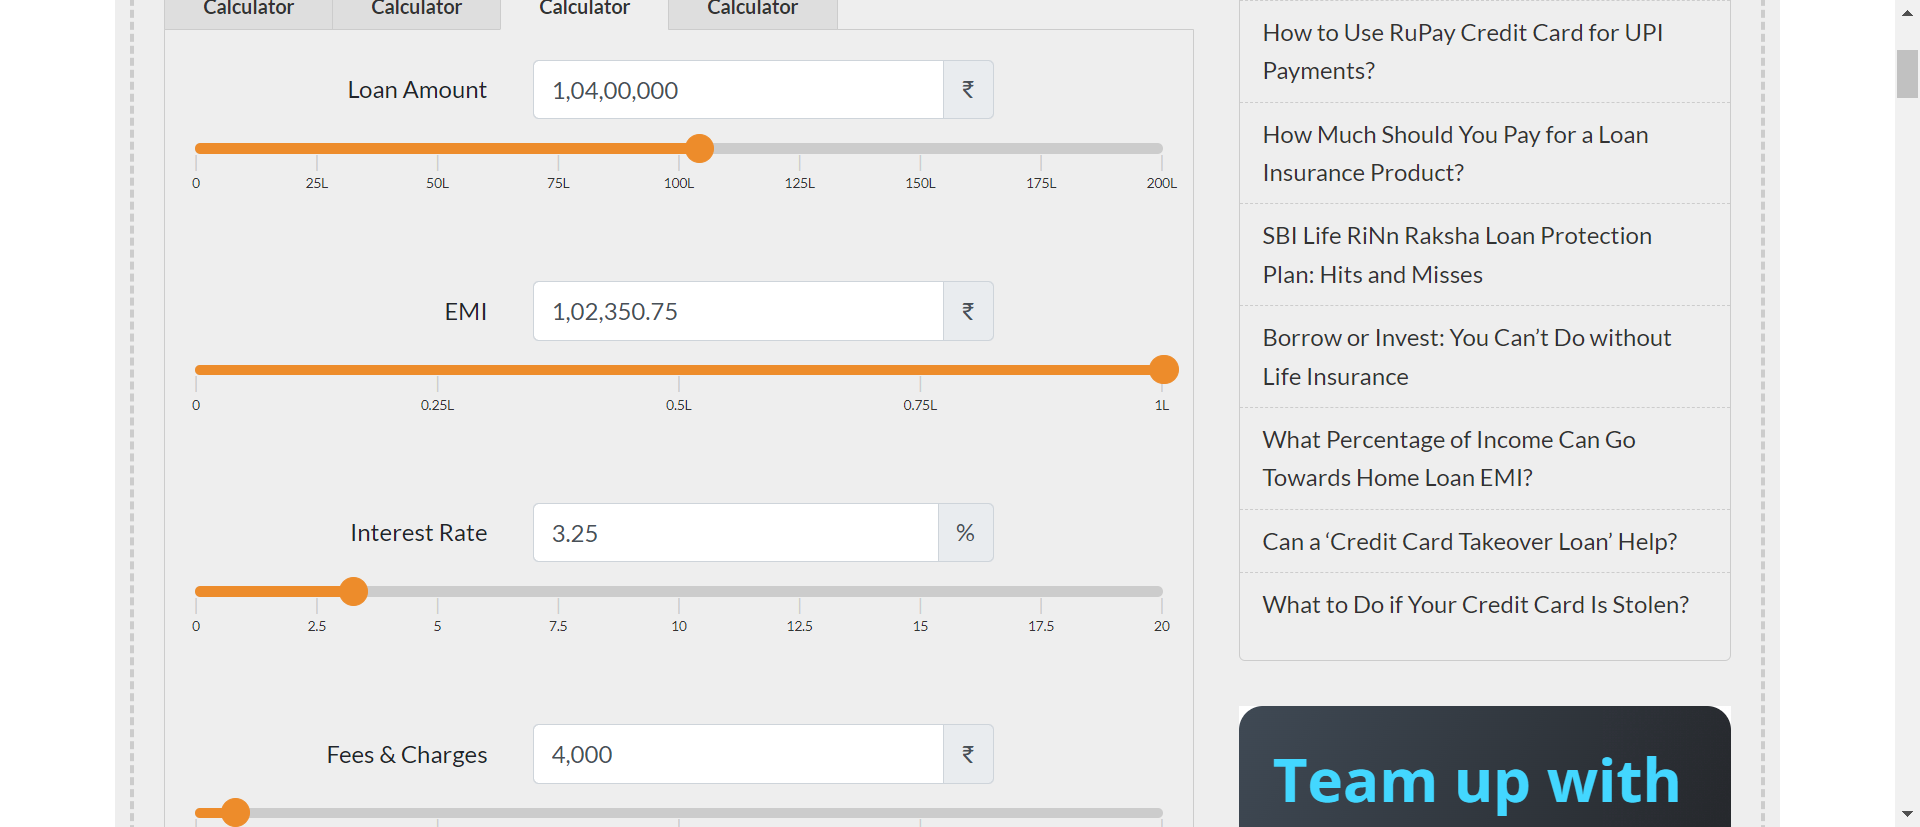 Calculator Calculator Calculator Calculator
Loan Amount 1,04,00,000 ₹
0 25L 50L 75L 100L 125L 150L 175L 200L
EMI 1,02,350.75 ₹
0 0.25L 0.5L 0.75L 1L
Interest Rate 3.25 %
0 2.5 5 7.5 10 12.5 15 17.5 20
Fees & Charges 4,000 ₹
How to Use RuPay Credit Card for UPI
Payments?
How Much Should You Pay for a Loan
Insurance Product?
SBI Life RiNn Raksha Loan Protection
Plan: Hits and Misses
Borrow or Invest: You Can’t Do without
Life Insurance
What Percentage of Income Can Go
Towards Home Loan EMI?
Can a ‘Credit Card Takeover Loan’ Help?
What to Do if Your Credit Card Is Stolen?
Team up with